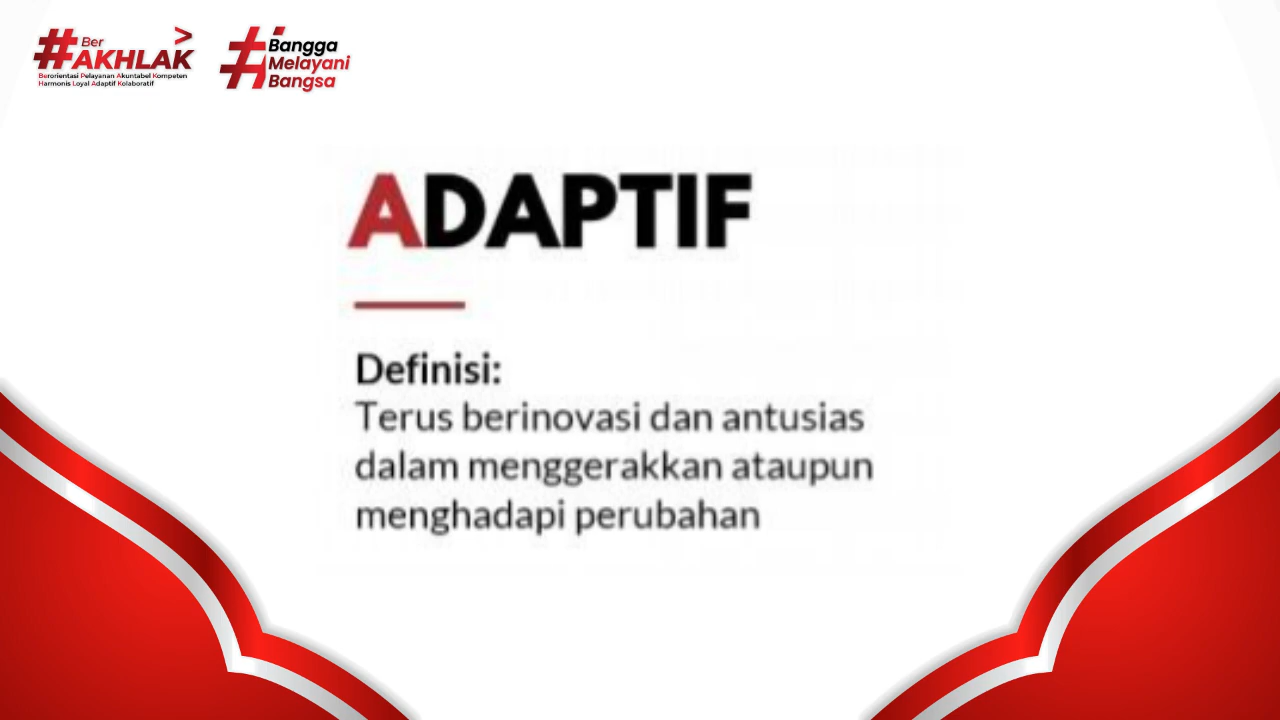 #BerAKHLAK >
Berorientasi Pelayanan Akuntabel Kompeten
Harmonis Loyal Adaptif Kolaboratif
#Bangga
Melayani
Bangsa
ADAPTIF
Definisi:
Terus berinovasi dan antusias
dalam menggerakkan ataupun
menghadapi perubahan